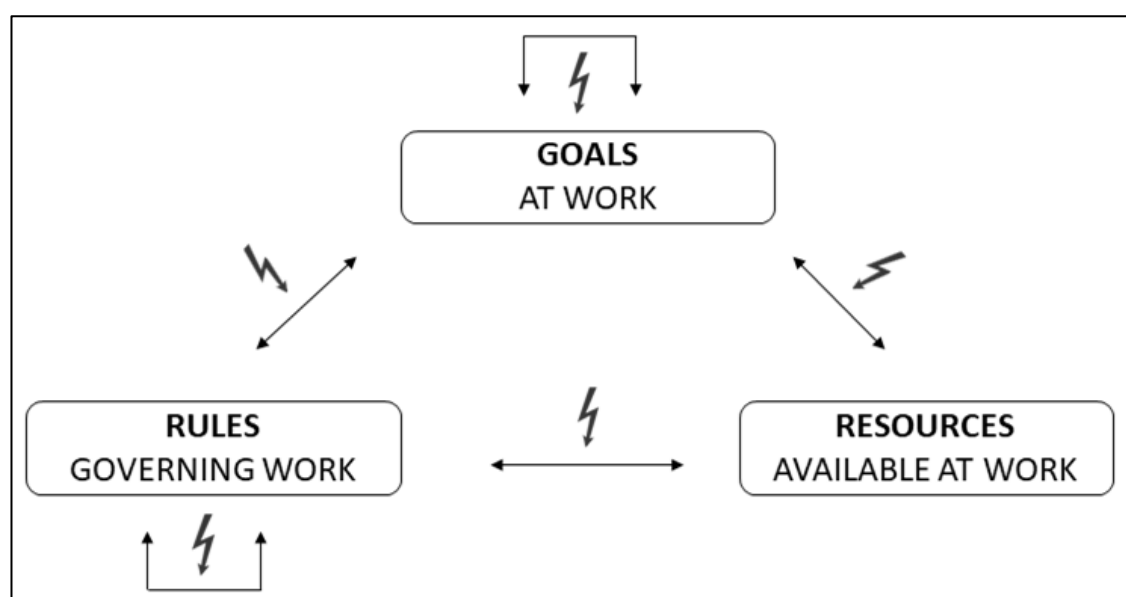 GOALS
AT WORK
RULES
GOVERNING WORK
RESOURCES
AVAILABLE AT WORK